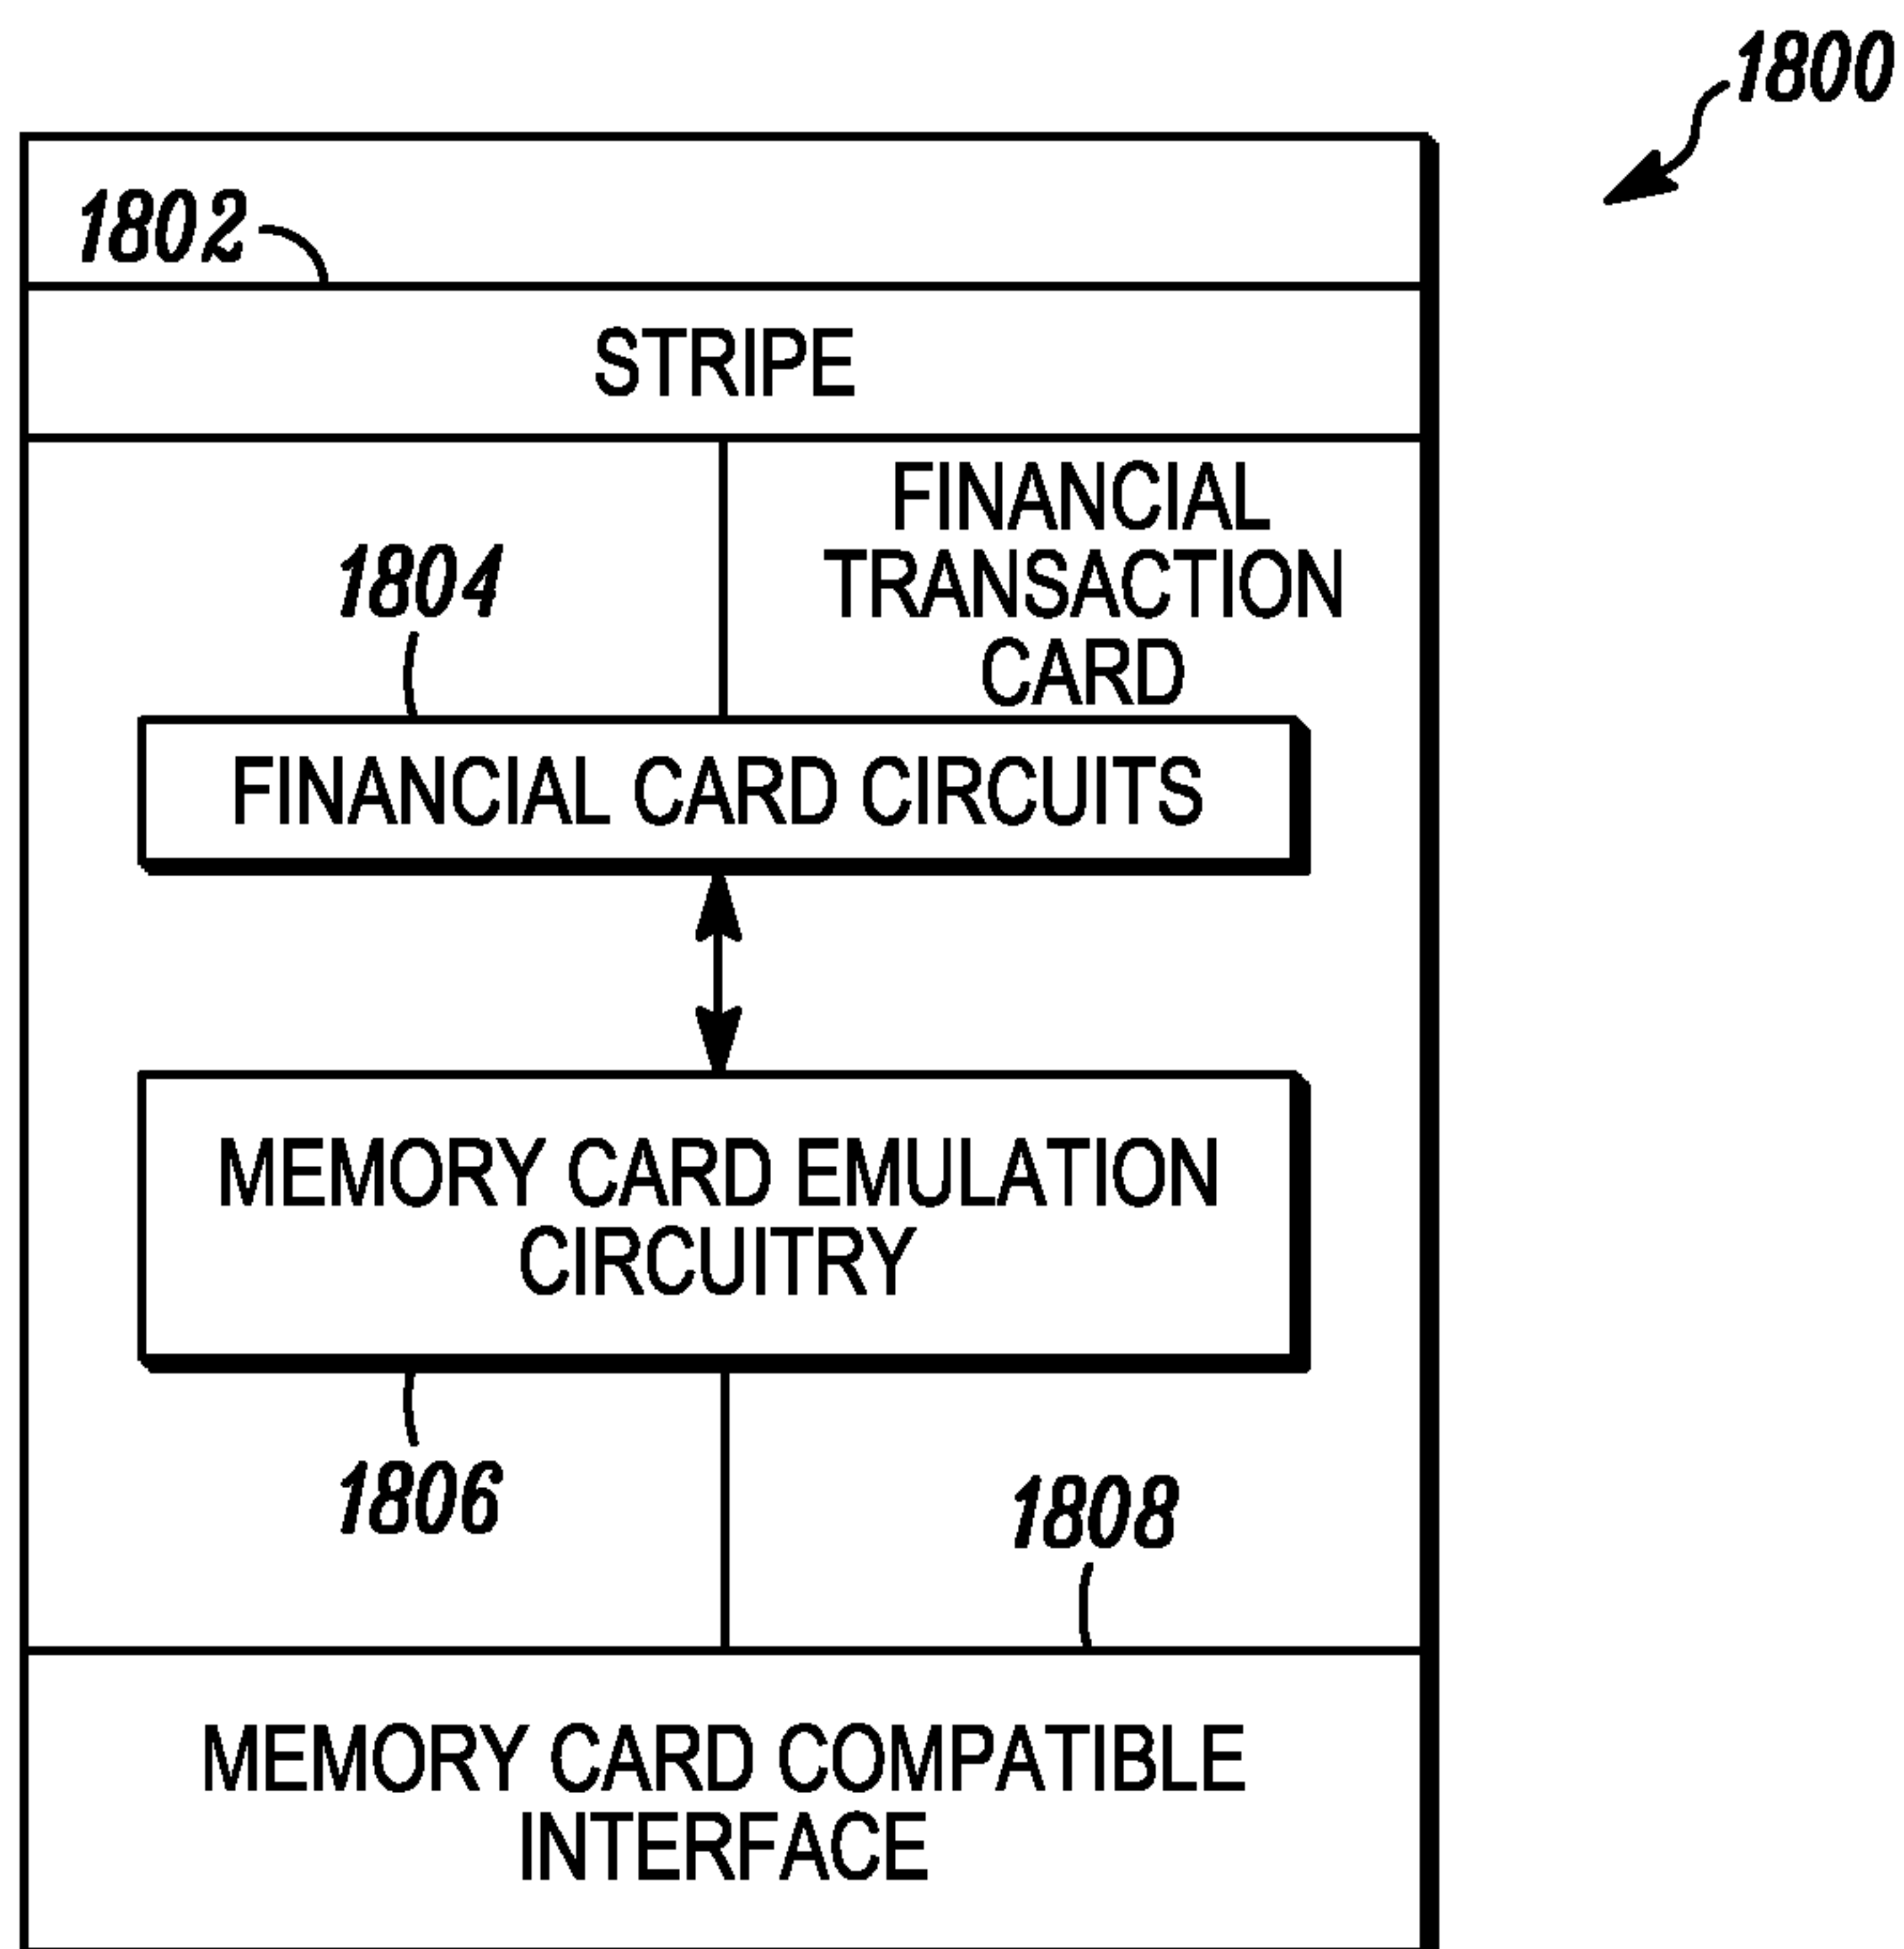 1800
1802
STRIPE
FINANCIAL
TRANSACTION
CARD
1804
FINANCIAL CARD CIRCUITS
MEMORY CARD EMULATION
CIRCUITRY
1806
1808
MEMORY CARD COMPATIBLE
INTERFACE